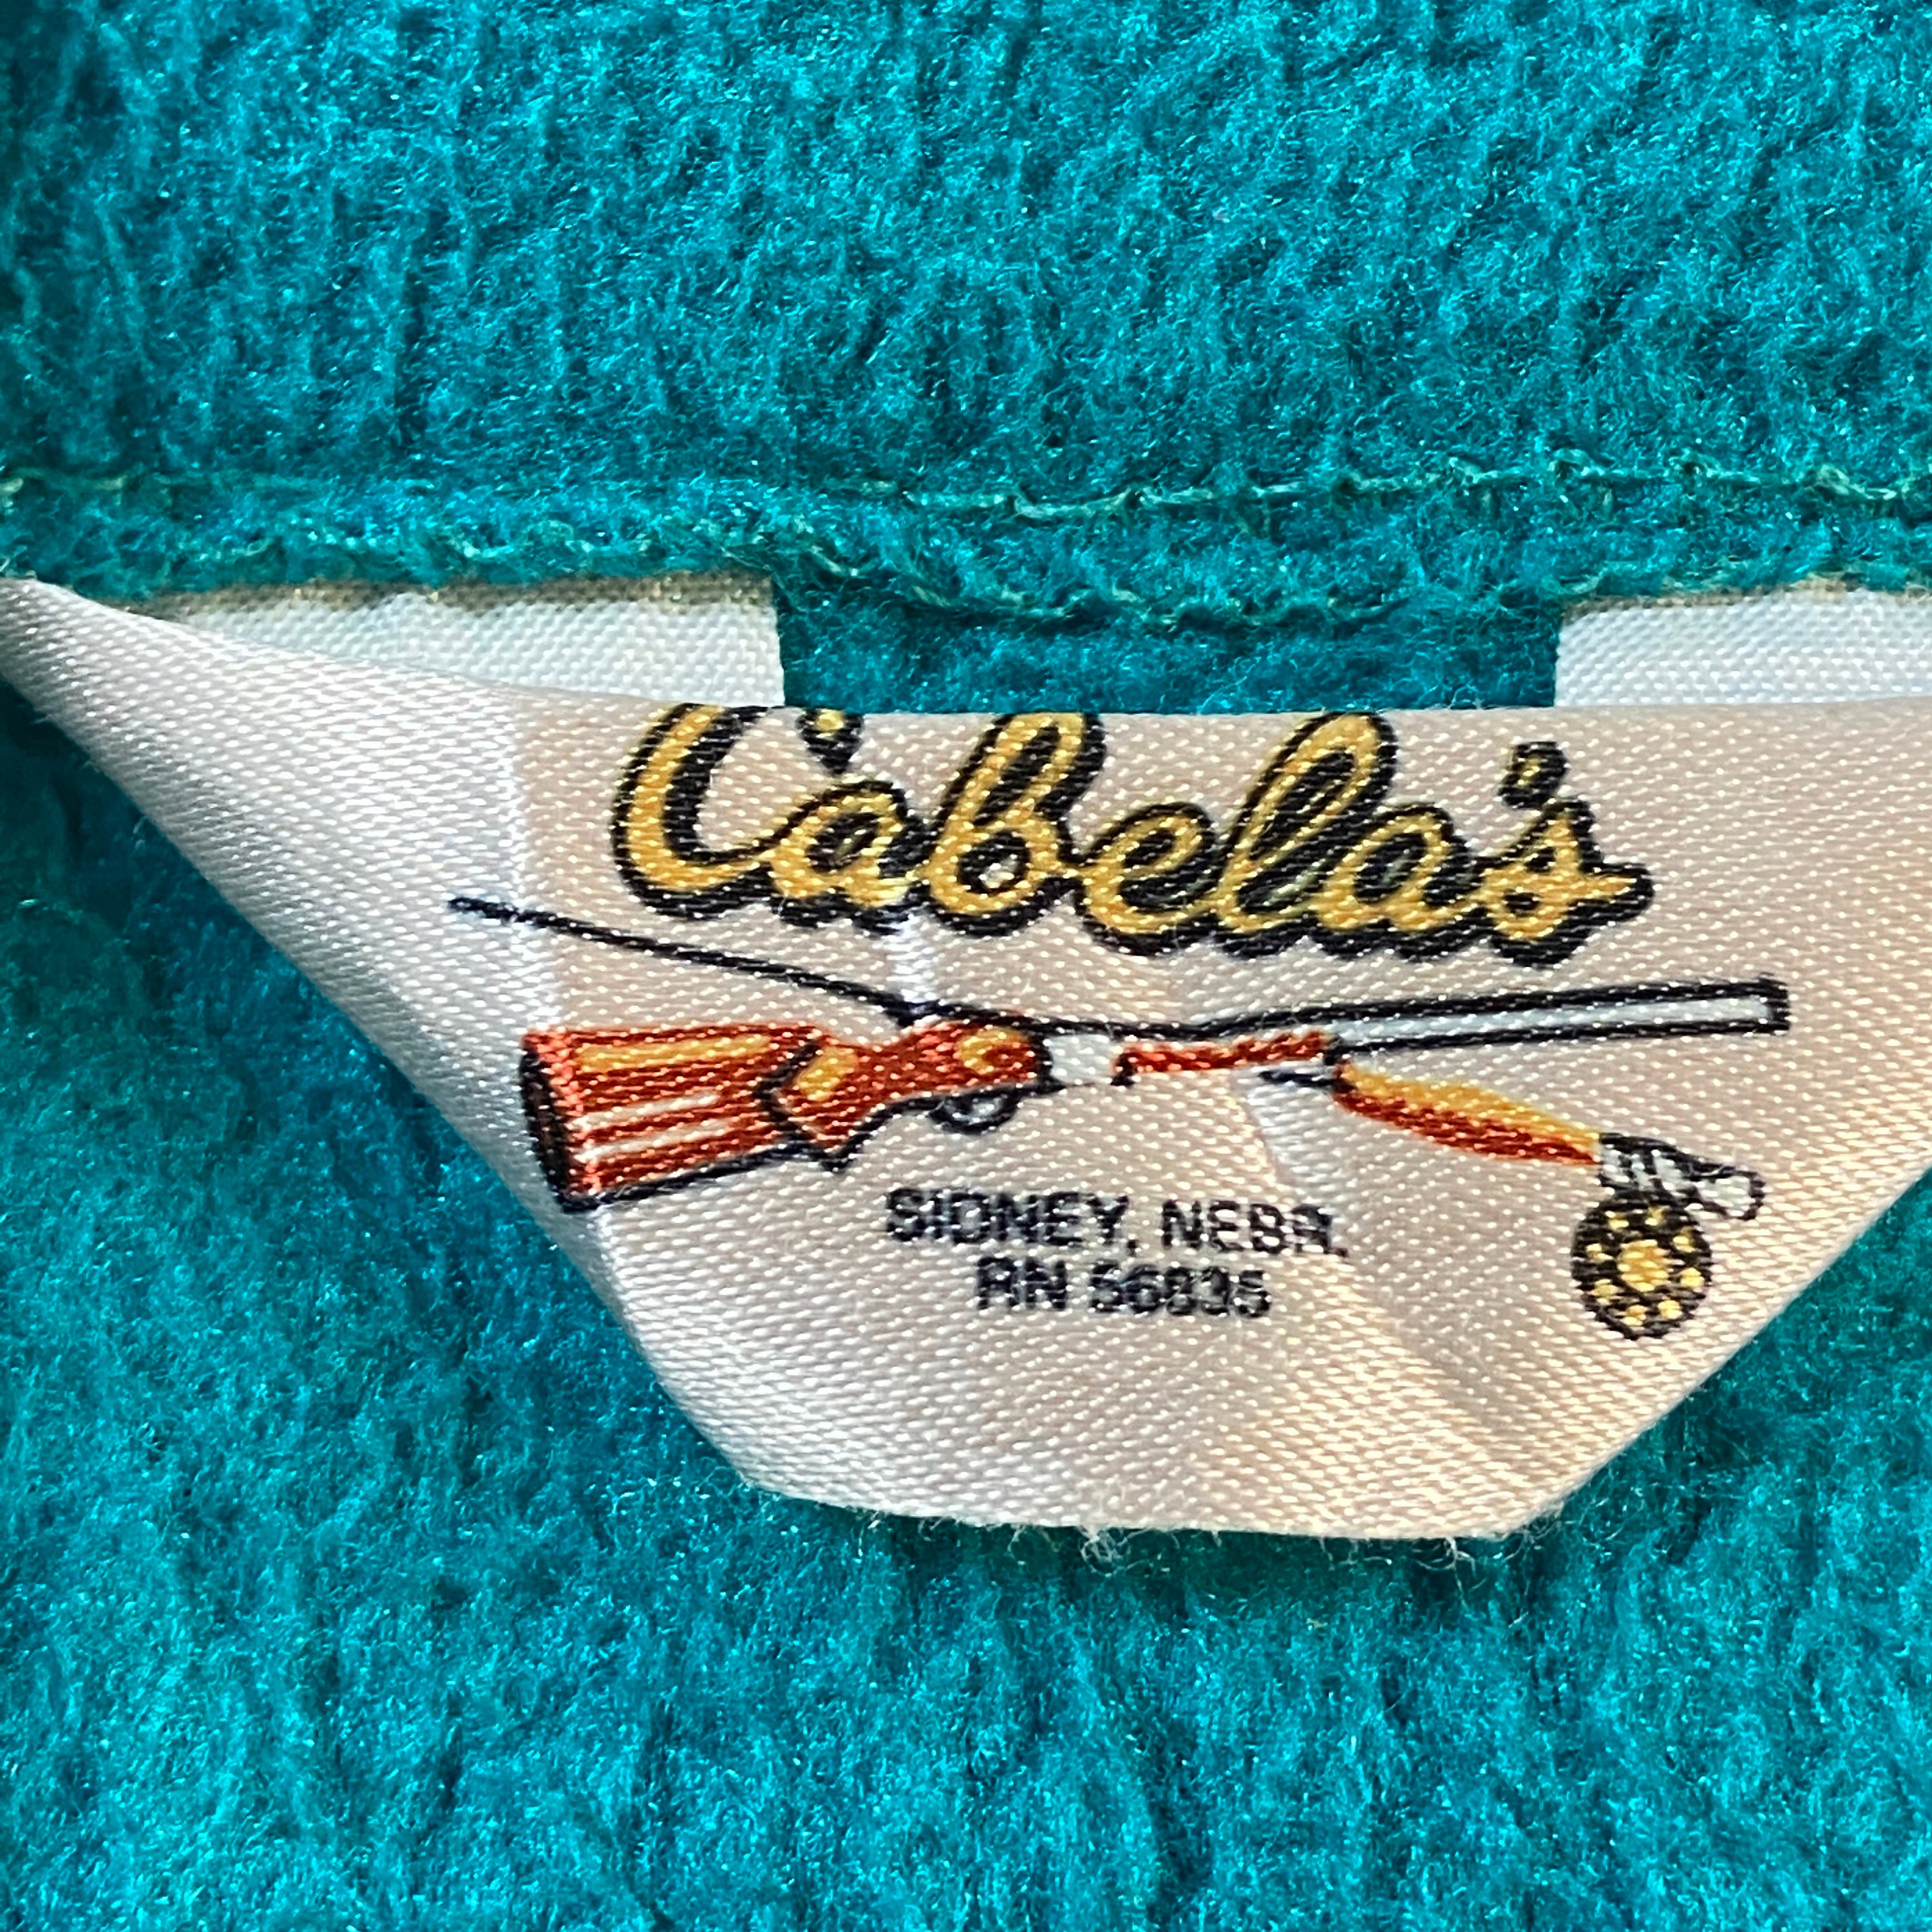 Cabela's
SIDNEY, NEBR.
RN 56835